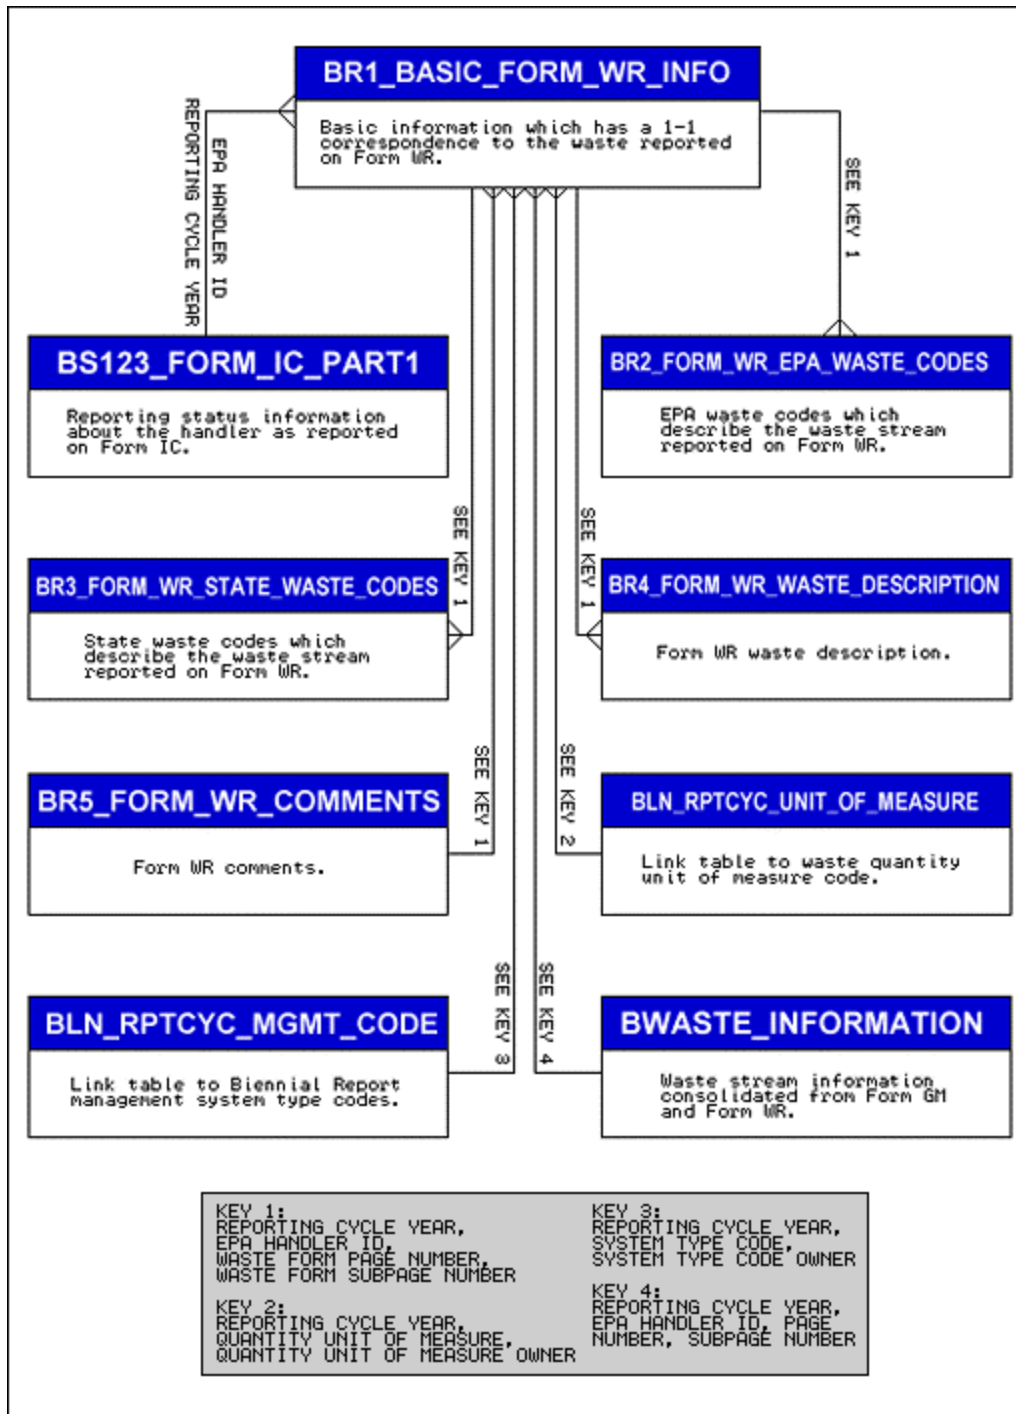 BR1_BASIC_FORM_WR_INFO
Basic information which has a 1-1
correspondence to the waste reported
on Form WR.
EPA HANDLER ID
REPORTING CYCLE YEAR
SEE KEY 1
BS123_FORM_IC_PART1
Reporting status information
about the handler as reported
on Form IC.
BR2_FORM_WR_EPA_WASTE_CODES
EPA waste codes which
describe the waste stream
reported on Form WR.
SEE KEY 1
SEE KEY 1
BR3_FORM_WR_STATE_WASTE_CODES
State waste codes which
describe the waste stream
reported on Form WR.
BR4_FORM_WR_WASTE_DESCRIPTION
Form WR waste description.
SEE KEY 1
SEE KEY 2
BR5_FORM_WR_COMMENTS
Form WR comments.
BLN_RPTCYC_UNIT_OF_MEASURE
Link table to waste quantity
unit of measure code.
SEE KEY 3
SEE KEY 4
BLN_RPTCYC_MGMT_CODE
Link table to Biennial Report
management system type codes.
BWASTE_INFORMATION
Waste stream information
consolidated from Form GM
and Form WR.
KEY 1:
REPORTING CYCLE YEAR,
EPA HANDLER ID,
WASTE FORM PAGE NUMBER,
WASTE FORM SUBPAGE NUMBER
KEY 2:
REPORTING CYCLE YEAR,
QUANTITY UNIT OF MEASURE,
QUANTITY UNIT OF MEASURE OWNER
KEY 3:
REPORTING CYCLE YEAR,
SYSTEM TYPE CODE,
SYSTEM TYPE CODE OWNER
KEY 4:
REPORTING CYCLE YEAR,
EPA HANDLER ID, PAGE
NUMBER, SUBPAGE NUMBER